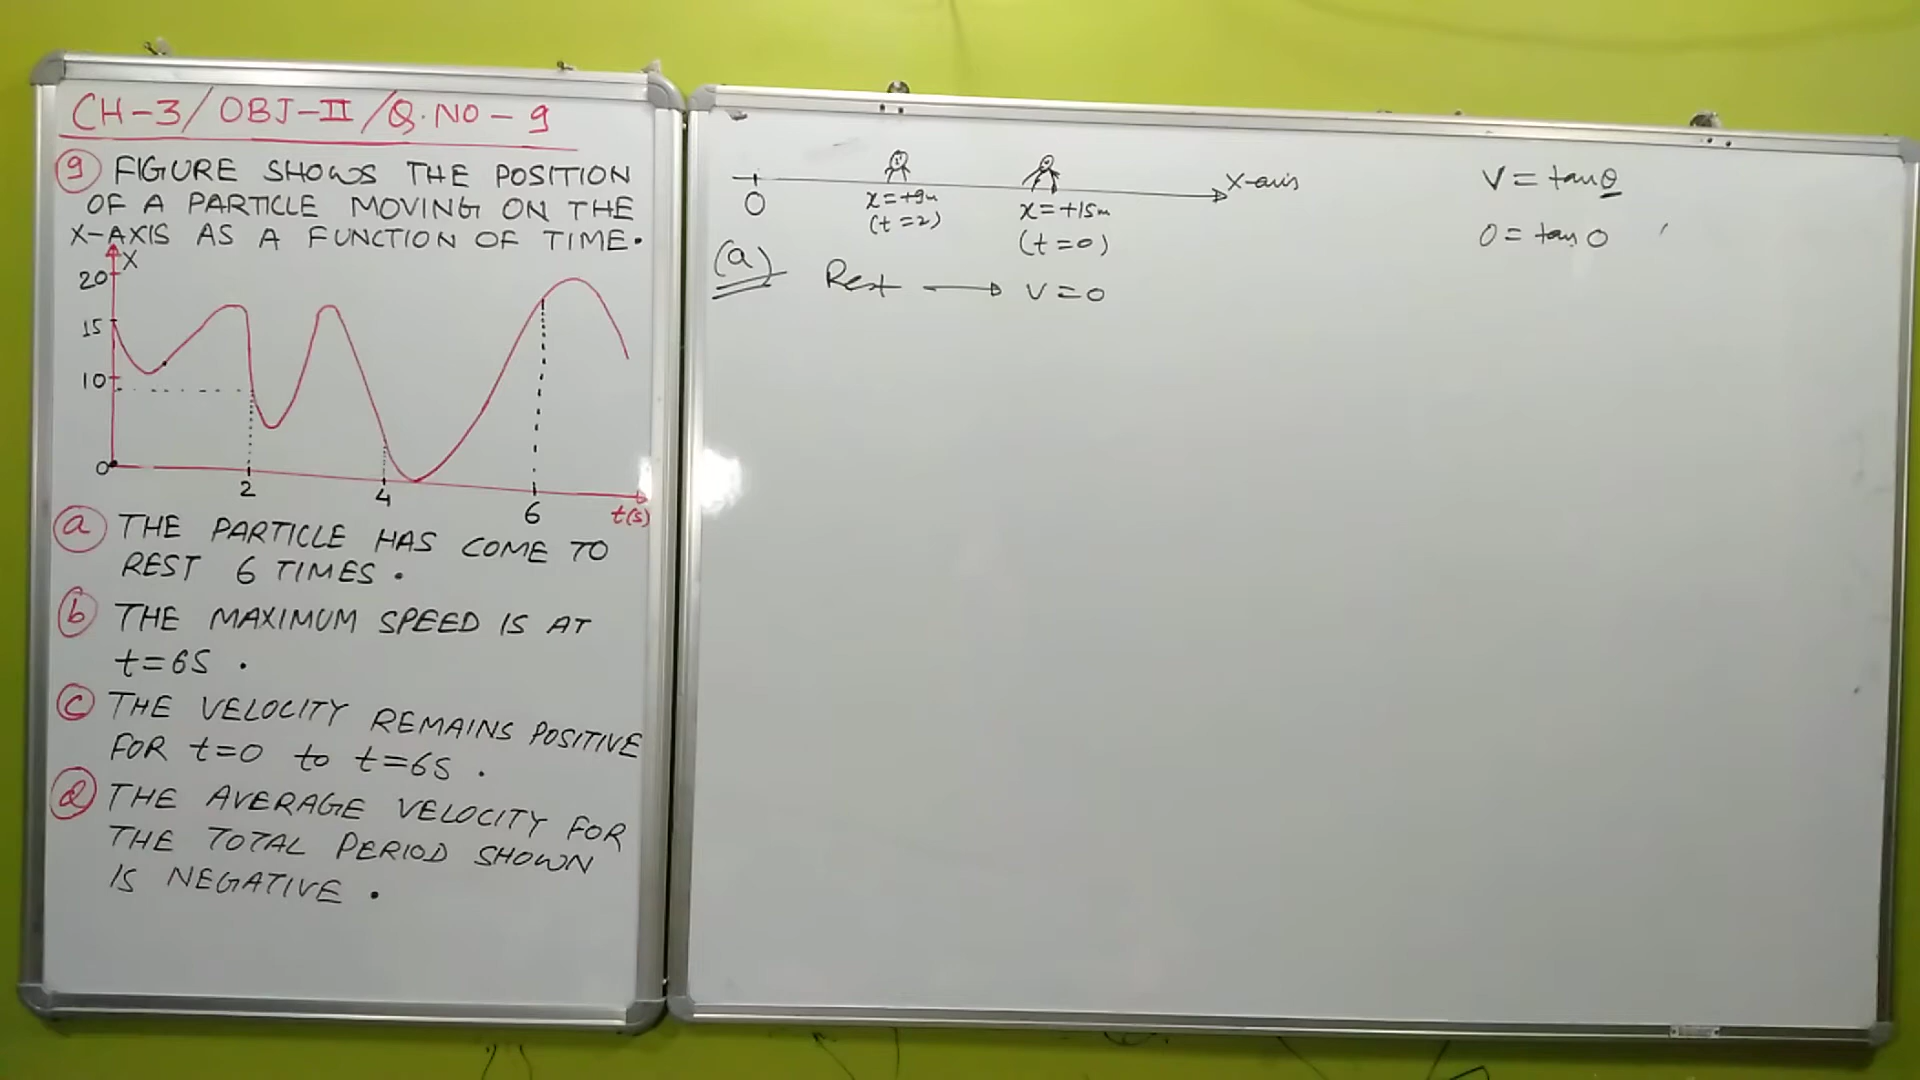 CH-3/OBJ-II/Q.NO-9
9 FIGURE SHOWS THE POSITION
OF A PARTICLE MOVING ON THE
X-AXIS AS A FUNCTION OF TIME.
X
20
15
10
0
2
4
6
t(s)
a THE PARTICLE HAS COME TO
REST 6 TIMES.
b THE MAXIMUM SPEED IS AT
t=6S.
c THE VELOCITY REMAINS POSITIVE
FOR t=0 to t=6S.
d THE AVERAGE VELOCITY FOR
THE TOTAL PERIOD SHOWN
IS NEGATIVE.
0
x=+9m
(t=2)
x=+15m
(t=0)
X-axis
V = tanθ
0 = tan 0
(a) Rest → V=0